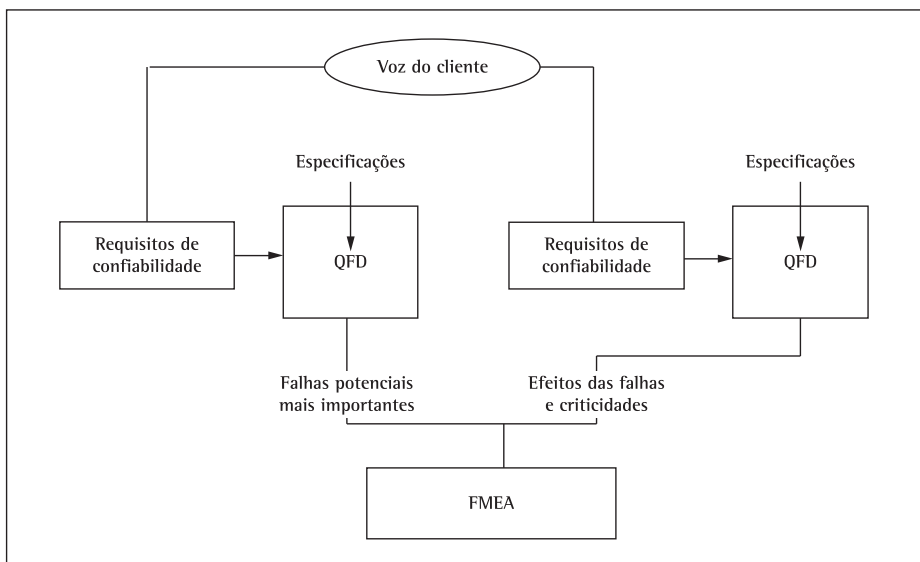 Voz do cliente
Especificações
Especificações
Requisitos de
confiabilidade
QFD
Requisitos de
confiabilidade
QFD
Falhas potenciais
mais importantes
Efeitos das falhas
e criticidades
FMEA